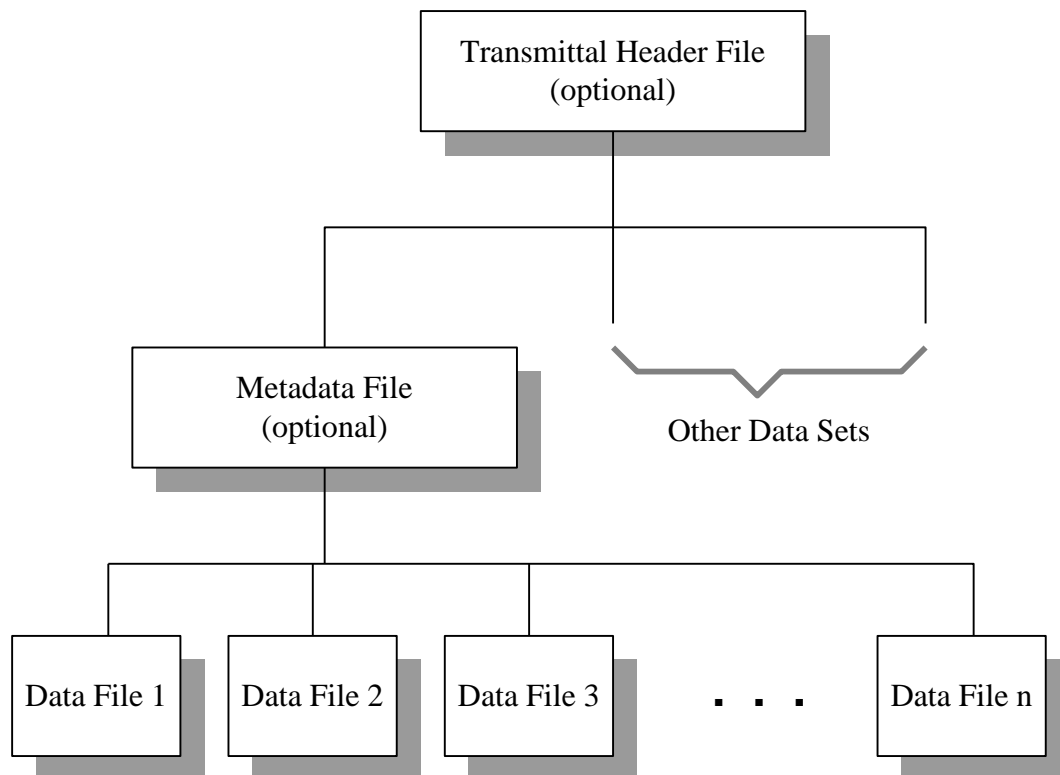 Transmittal Header File
(optional)
Metadata File
(optional)
Other Data Sets
Data File 1
Data File 2
Data File 3
. . .
Data File n